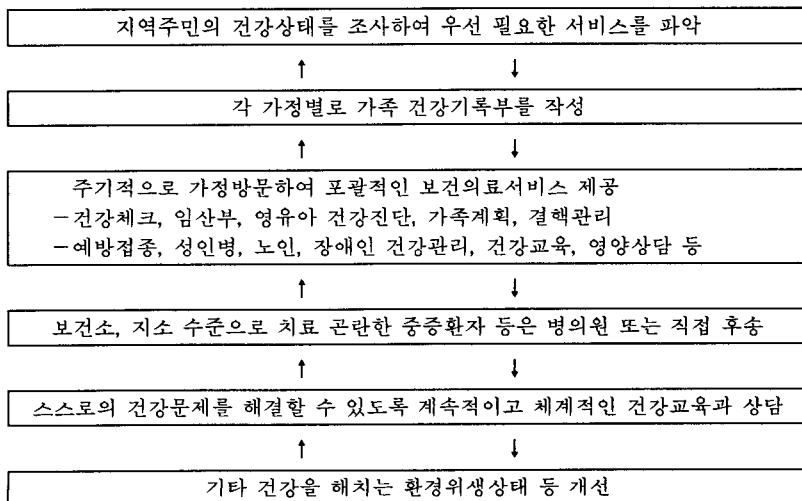 지역주민의 건강상태를 조사하여 우선 필요한 서비스를 파악
↑ ↓
각 가정별로 가족 건강기록부를 작성
↑ ↓
주기적으로 가정방문하여 포괄적인 보건의료서비스 제공
-건강체크, 임산부, 영유아 건강진단, 가족계획, 결핵관리
-예방접종, 성인병, 노인, 장애인 건강관리, 건강교육, 영양상담 등
↑ ↓
보건소, 지소 수준으로 치료 곤란한 중증환자 등은 병의원 또는 직접 후송
↑ ↓
스스로의 건강문제를 해결할 수 있도록 계속적이고 체계적인 건강교육과 상담
↑ ↓
기타 건강을 해치는 환경위생상태 등 개선